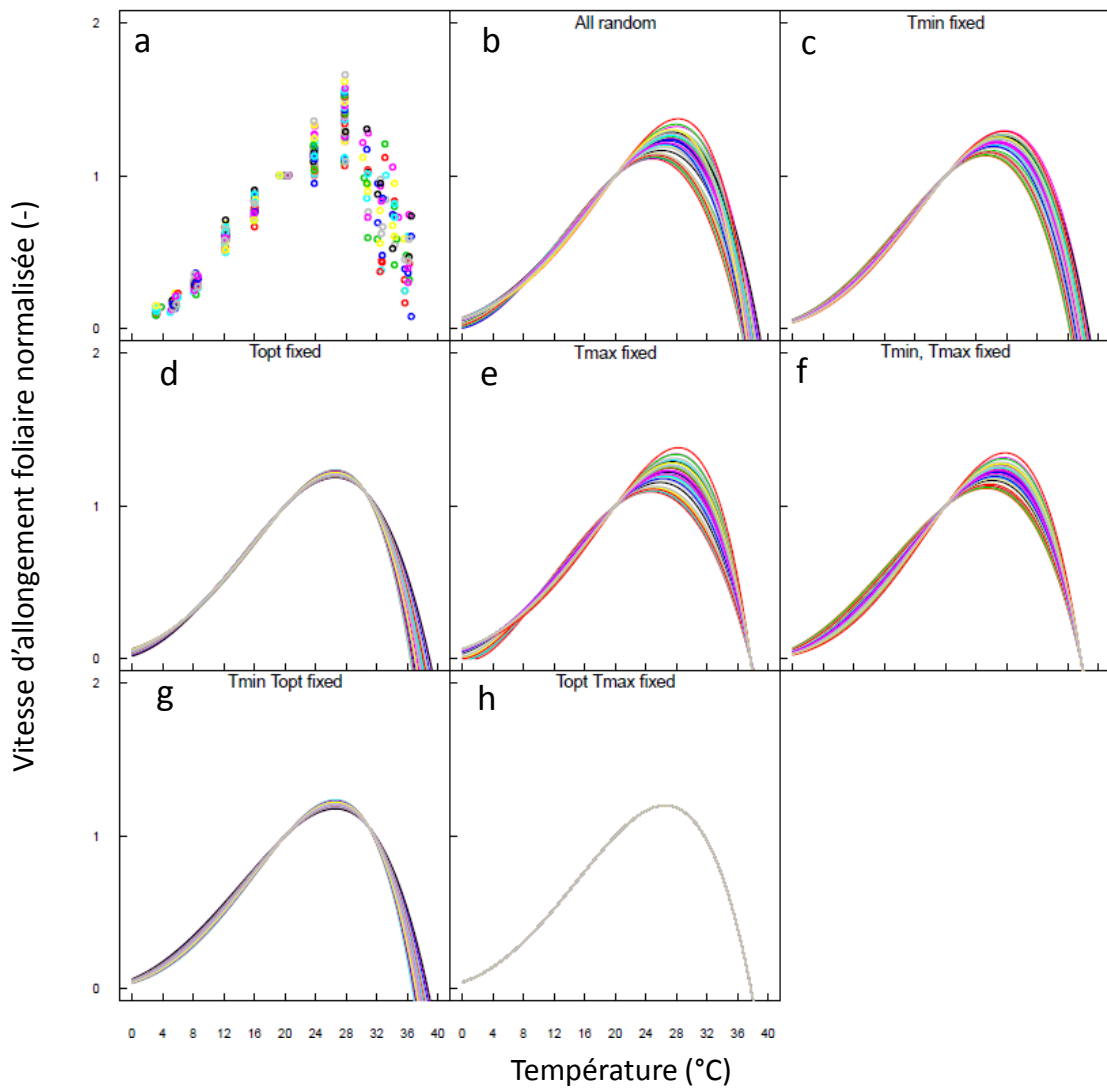 Vitesse d'allongement foliaire normalisée (-)
2
1
0
a
b
All random
c
Tmin fixed
2
1
0
d
Topt fixed
e
Tmax fixed
f
Tmin, Tmax fixed
2
1
0
g
Tmin Topt fixed
h
Topt Tmax fixed
0 4 8 12 16 20 24 28 32 36 40
0 4 8 12 16 20 24 28 32 36 40
Température (°C)